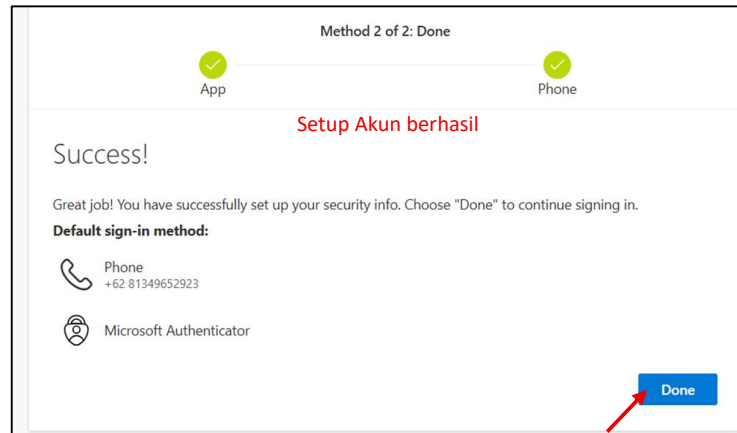 Method 2 of 2: Done
App
Phone
Setup Akun berhasil
Success!
Great job! You have successfully set up your security info. Choose "Done" to continue signing in.
Default sign-in method:
Phone
+62 81349652923
Microsoft Authenticator
Done